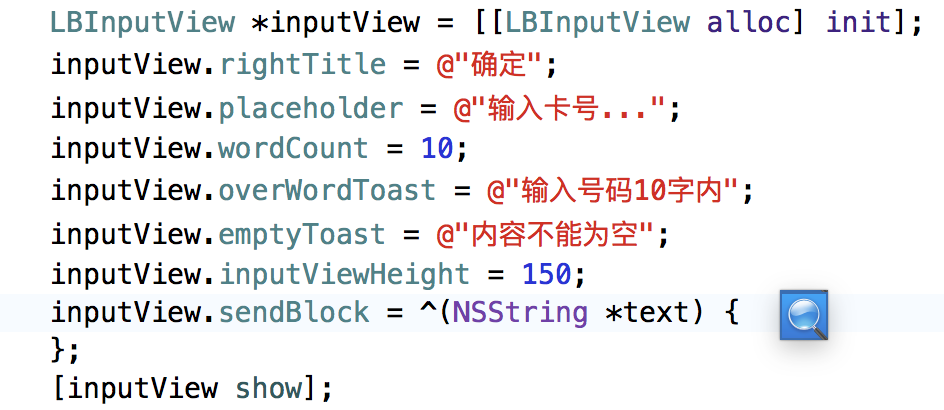 LBInputView *inputView = [[LBInputView alloc] init];
inputView.rightTitle = @"确定";
inputView.placeholder = @"输入卡号...";
inputView.wordCount = 10;
inputView.overWordToast = @"输入号码10字内";
inputView.emptyToast = @"内容不能为空";
inputView.inputViewHeight = 150;
inputView.sendBlock = ^(NSString *text) {
};
[inputView show];